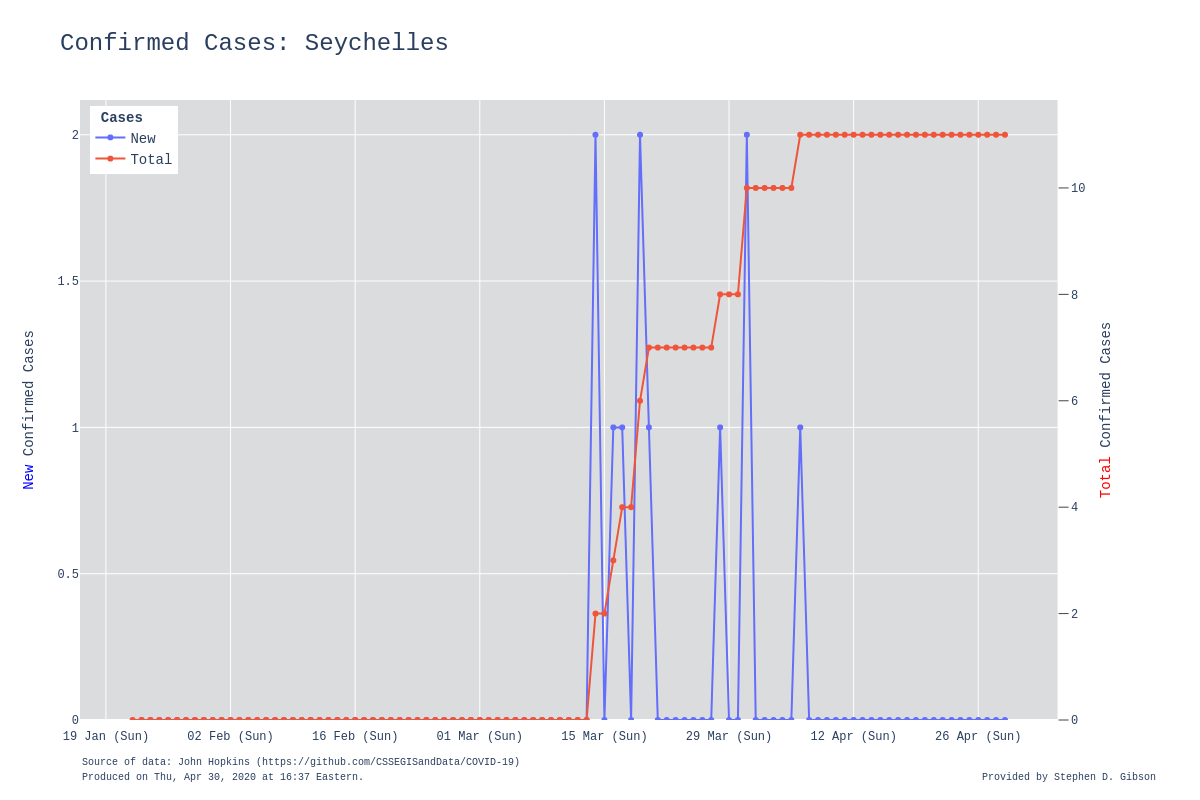 Confirmed Cases: Seychelles
Cases
New
Total
2
1.5
1
0.5
0
New Confirmed Cases
10
8
6
4
2
0
Total Confirmed Cases
19 Jan (Sun) 02 Feb (Sun) 16 Feb (Sun) 01 Mar (Sun) 15 Mar (Sun) 29 Mar (Sun) 12 Apr (Sun) 26 Apr (Sun)
Source of data: John Hopkins (https://github.com/CSSEGISandData/COVID-19)
Produced on Thu, Apr 30, 2020 at 16:37 Eastern.
Provided by Stephen D. Gibson